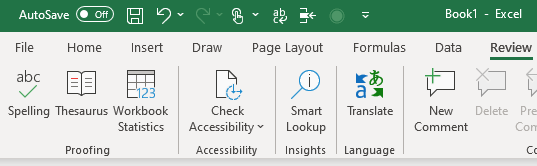 AutoSave Off Book1 - Excel
File Home Insert Draw Page Layout Formulas Data Review
abc 123 a あ
Spelling Thesaurus Workbook Statistics Check Accessibility Smart Lookup Translate New Comment Delete
Proofing Accessibility Insights Language